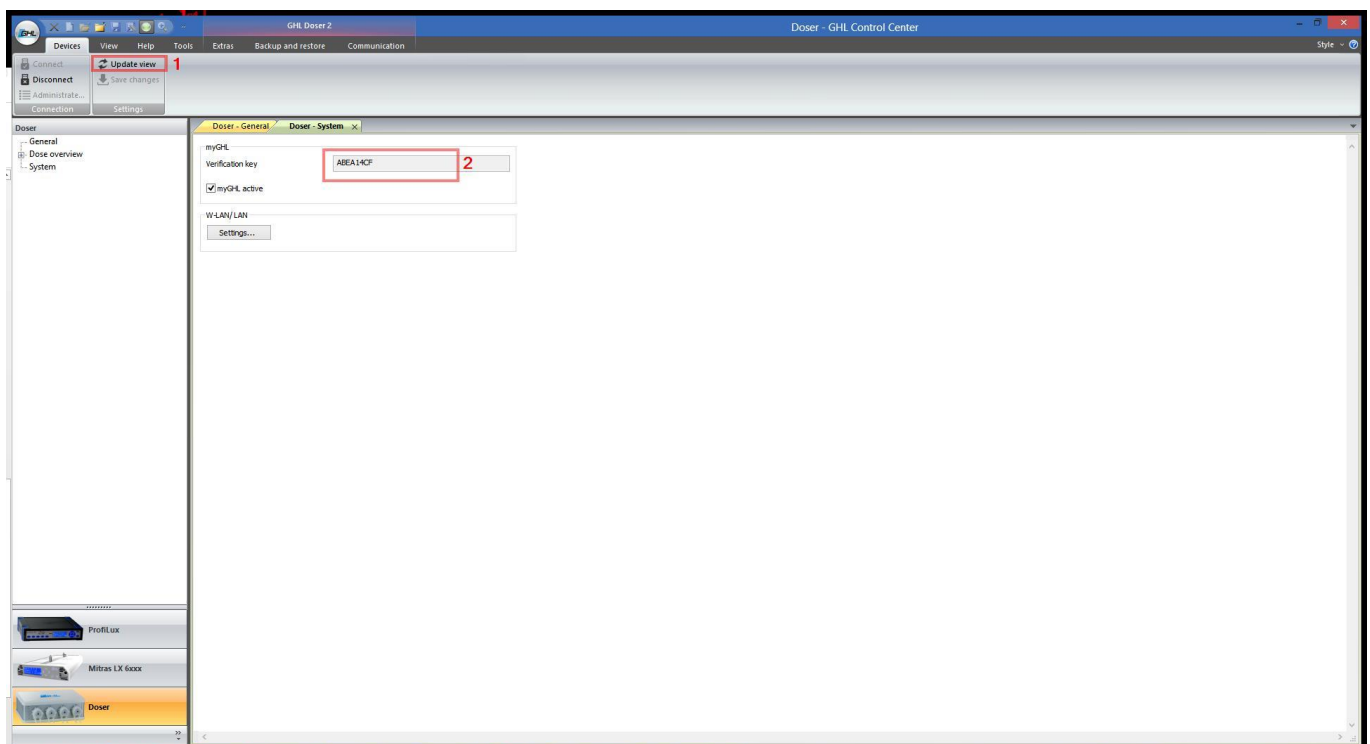 GHL Doser 2
Doser - GHL Control Center
GHL
Devices View Help Tools Extras Backup and restore Communication
Style
Connect
Update view 1
Disconnect
Save changes
Administrate...
Connection Settings
Doser
Doser - General Doser - System
General
Dose overview
System
myGHL
Verification key ABEA14CF 2
myGHL active
W-LAN/LAN
Settings...
ProfiLux
Mitras LX 6xxx
Doser